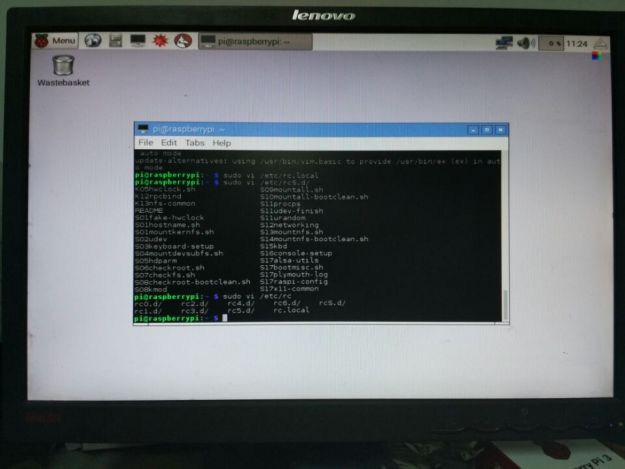 lenovo
Menu
pi@raspberrypi: ~
0 %
11:24
Wastebasket
pi@raspberrypi: ~
File Edit Tabs Help
auto mode
update-alternatives: using /usr/bin/vim.basic to provide /usr/bin/ex (ex) in aut
o mode
pi@raspberrypi:~ $ sudo vi /etc/rc.local
pi@raspberrypi:~ $ sudo vi /etc/rcS.d/
K05hwclock.sh S09mountall.sh
K12rpcbind S10mountall-bootclean.sh
K13nfs-common S11procps
README S11udev-finish
S01fake-hwclock S11urandom
S01hostname.sh S12networking
S01mountkernfs.sh S13mountnfs.sh
S02udev S14mountnfs-bootclean.sh
S03keyboard-setup S15kbd
S04mountdevsubfs.sh S16console-setup
S05hdparm S17alsa-utils
S06checkroot.sh S17bootmisc.sh
S07checkfs.sh S17plymouth-log
S08checkroot-bootclean.sh S17raspi-config
S08kmod S17x11-common
pi@raspberrypi:~ $ sudo vi /etc/rc
rc0.d/ rc2.d/ rc4.d/ rc6.d/ rcS.d/
rc1.d/ rc3.d/ rc5.d/ rc.local
pi@raspberrypi:~ $
Pi 3